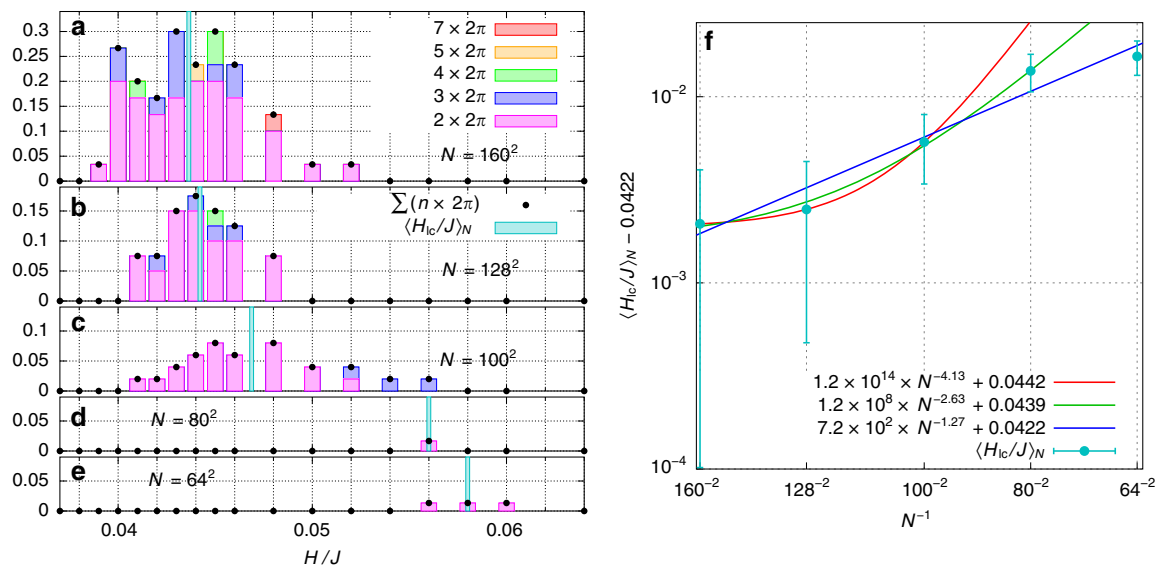 a
0.3
0.25
0.2
0.15
0.1
0.05
0
7 × 2π
5 × 2π
4 × 2π
3 × 2π
2 × 2π
N = 160²
b
0.15
0.1
0.05
0
∑(n × 2π)
⟨H_lc/J⟩_N
N = 128²
c
0.1
0.05
0
N = 100²
d
0.05
0
N = 80²
e
0.05
0
N = 64²
0.04 0.05 0.06
H/J
f
⟨H_lc/J⟩_N − 0.0422
10⁻²
10⁻³
10⁻⁴
1.2 × 10¹⁴ × N^−4.13 + 0.0442
1.2 × 10⁸ × N^−2.63 + 0.0439
7.2 × 10² × N^−1.27 + 0.0422
⟨H_lc/J⟩_N
160⁻² 128⁻² 100⁻² 80⁻² 64⁻²
N⁻¹